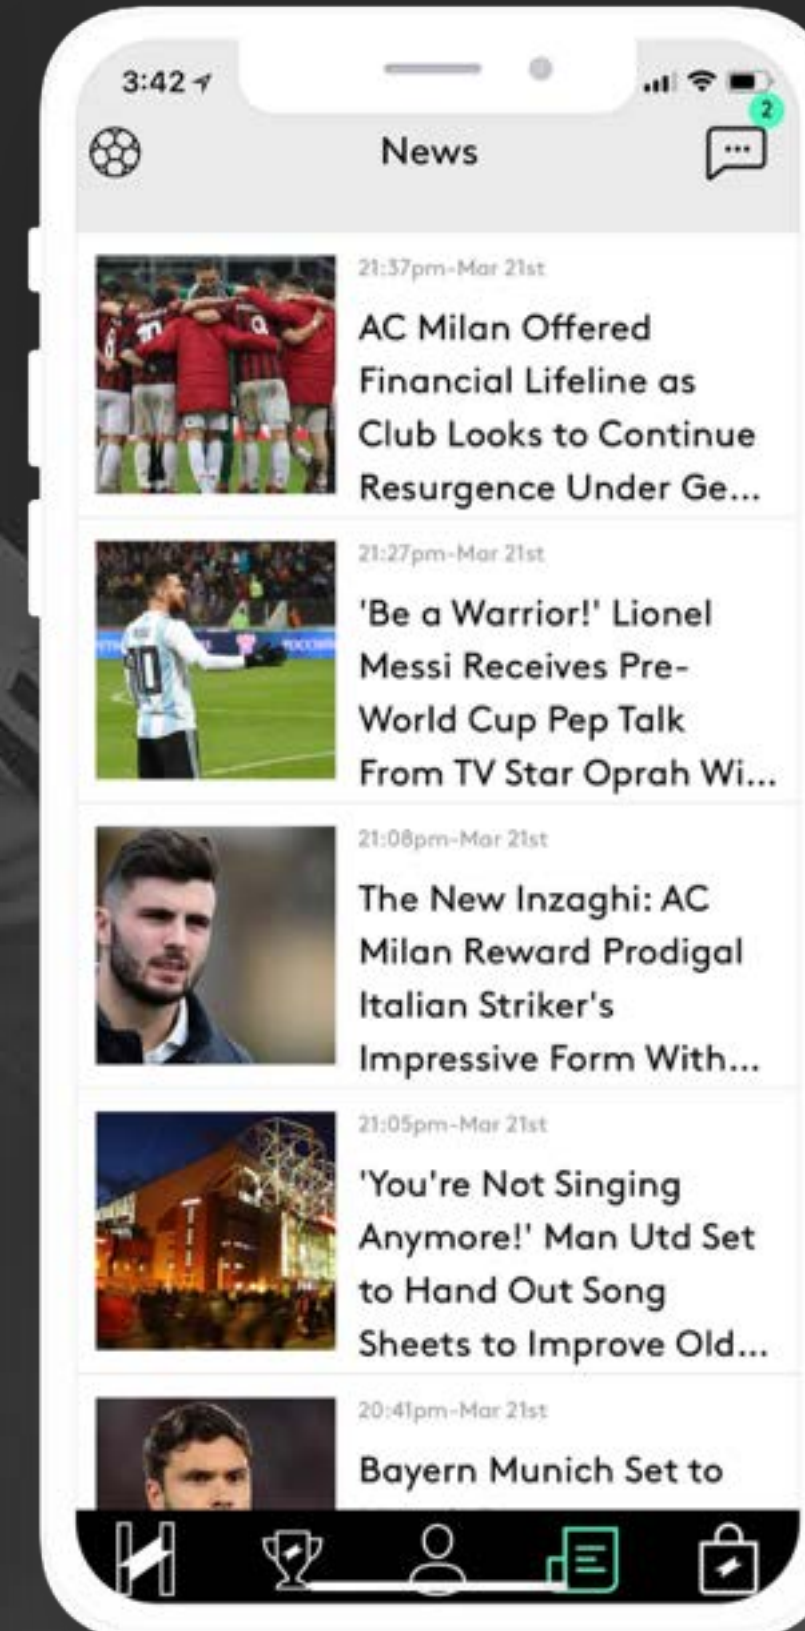 3:42
2
News
21:37pm-Mar 21st
AC Milan Offered
Financial Lifeline as
Club Looks to Continue
Resurgence Under Ge...
21:27pm-Mar 21st
'Be a Warrior!' Lionel
Messi Receives Pre-
World Cup Pep Talk
From TV Star Oprah Wi...
10
21:08pm-Mar 21st
The New Inzaghi: AC
Milan Reward Prodigal
Italian Striker's
Impressive Form With...
21:05pm-Mar 21st
'You're Not Singing
Anymore!' Man Utd Set
to Hand Out Song
Sheets to Improve Old...
20:41pm-Mar 21st
Bayern Munich Set to